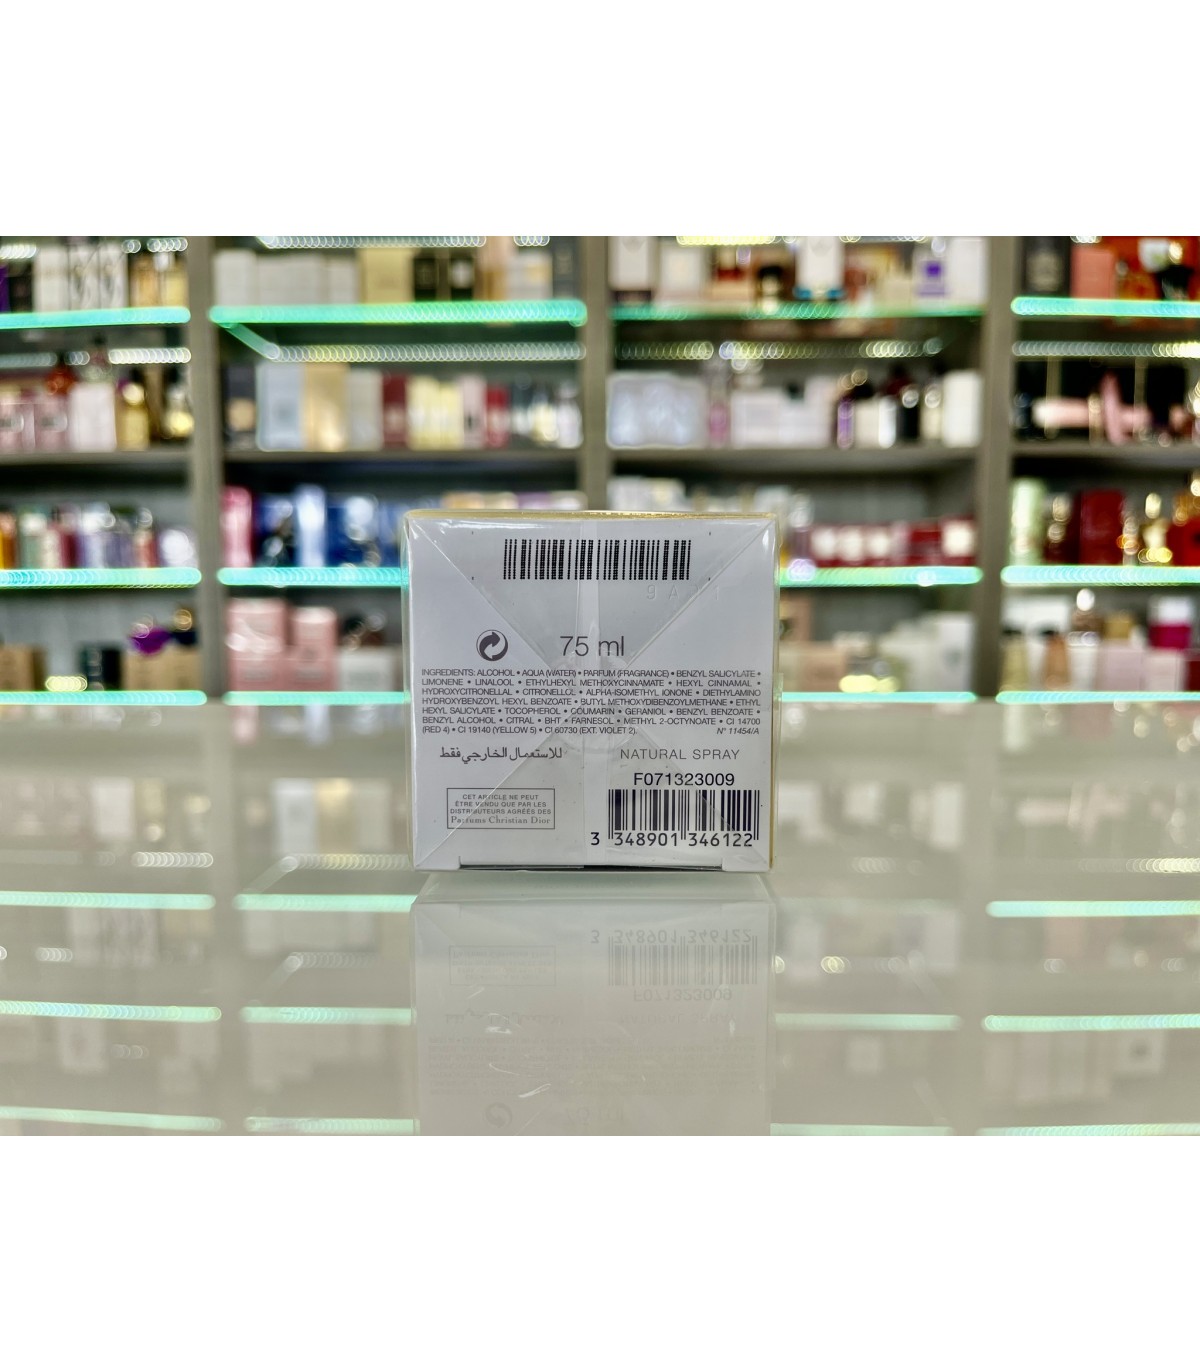 75 ml
INGREDIENTS: ALCOHOL • AQUA (WATER) • PARFUM (FRAGRANCE) • BENZYL SALICYLATE •
LIMONENE • LINALOOL • ETHYLHEXYL METHOXYCINNAMATE • HEXYL CINNAMAL •
HYDROXYCITRONELLAL • CITRONELLOL • ALPHA-ISOMETHYL IONONE • DIETHYLAMINO
HYDROXYBENZOYL HEXYL BENZOATE • BUTYL METHOXYDIBENZOYLMETHANE • ETHYL
HEXYL SALICYLATE • TOCOPHEROL • COUMARIN • GERANIOL • BENZYL BENZOATE •
BENZYL ALCOHOL • CITRAL • BHT • FARNESOL • METHYL 2-OCTYNOATE • CI 14700
(RED 4) • CI 19140 (YELLOW 5) • CI 60730 (EXT. VIOLET 2). N° 11454/A
للاستعمال الخارجي فقط
NATURAL SPRAY
F071323009
CET ARTICLE NE PEUT
ÊTRE VENDU QUE PAR LES
DISTRIBUTEURS AGRÉÉS DES
Parfums Christian Dior
3 348901 346122